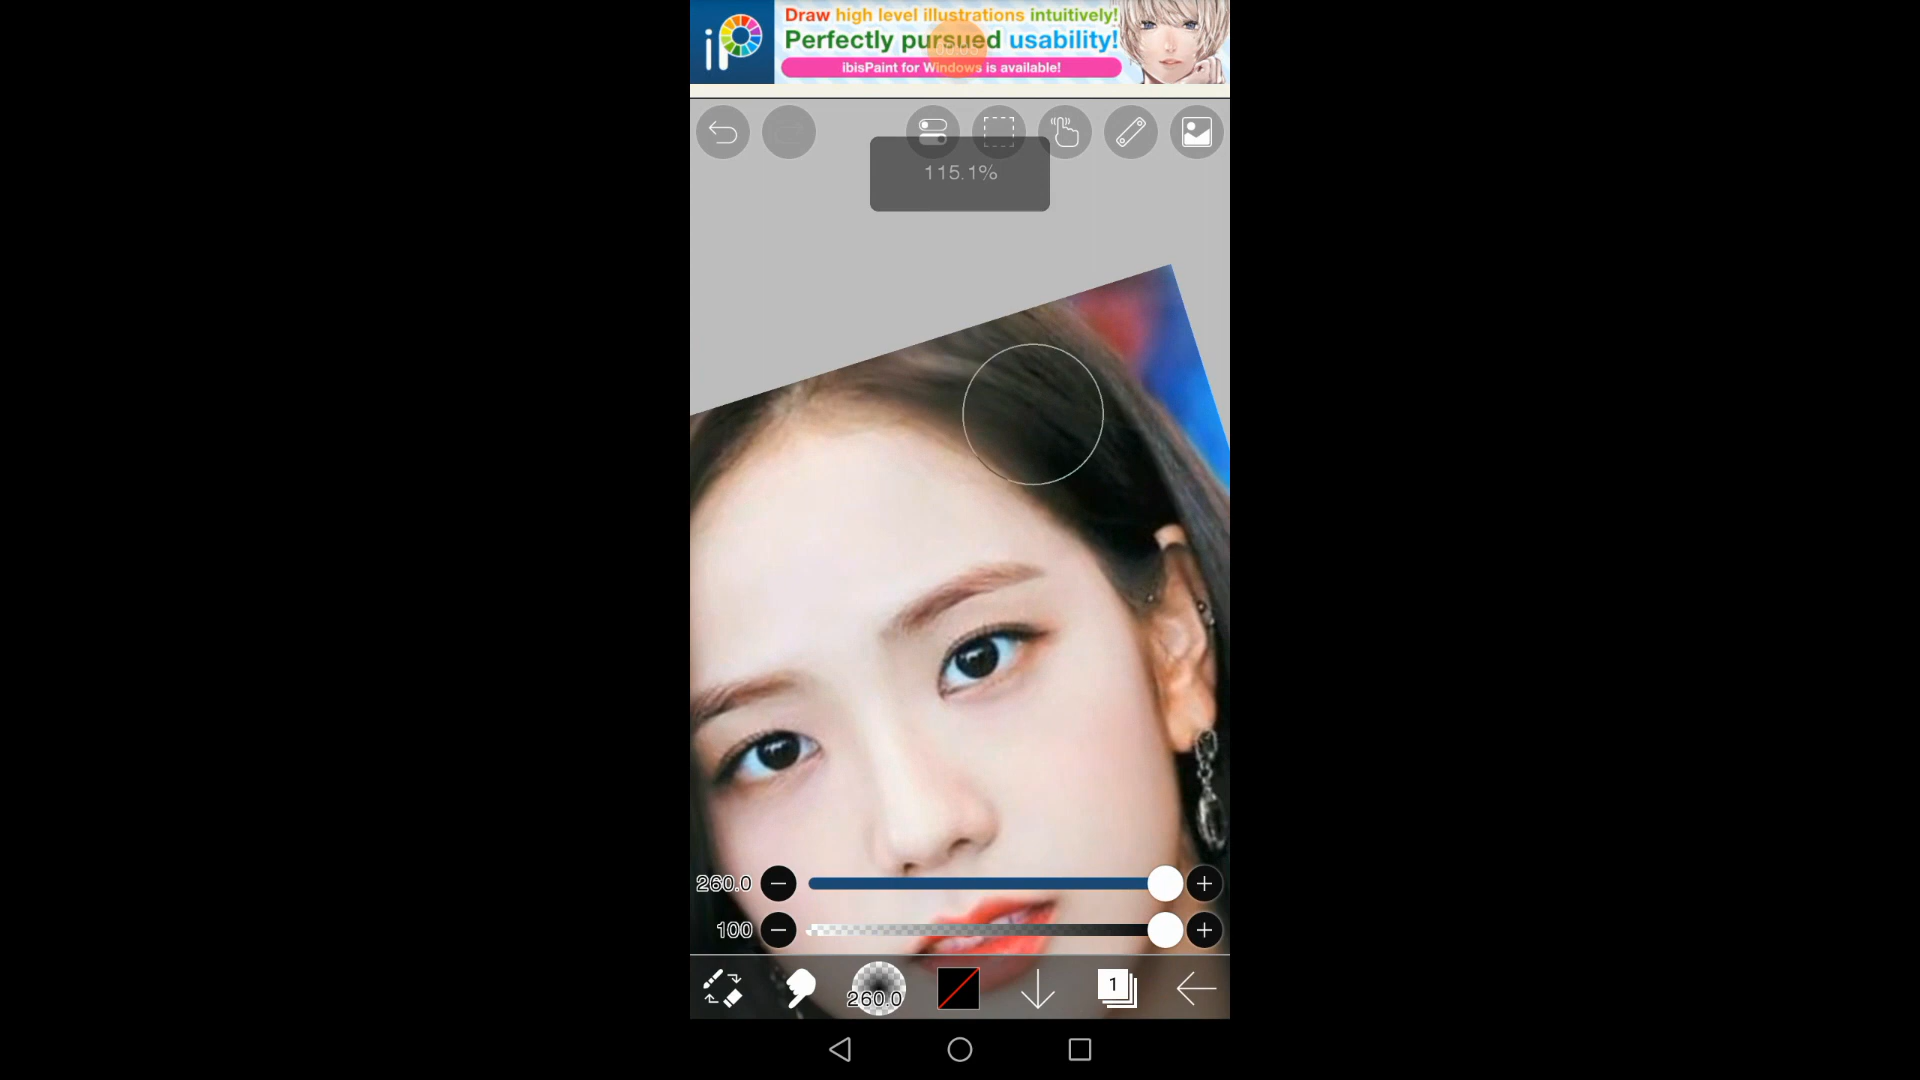 iP
Draw high level illustrations intuitively!
Perfectly pursued usability!
ibisPaint for Windows is available!
115.1%
260.0
100
260.0
1